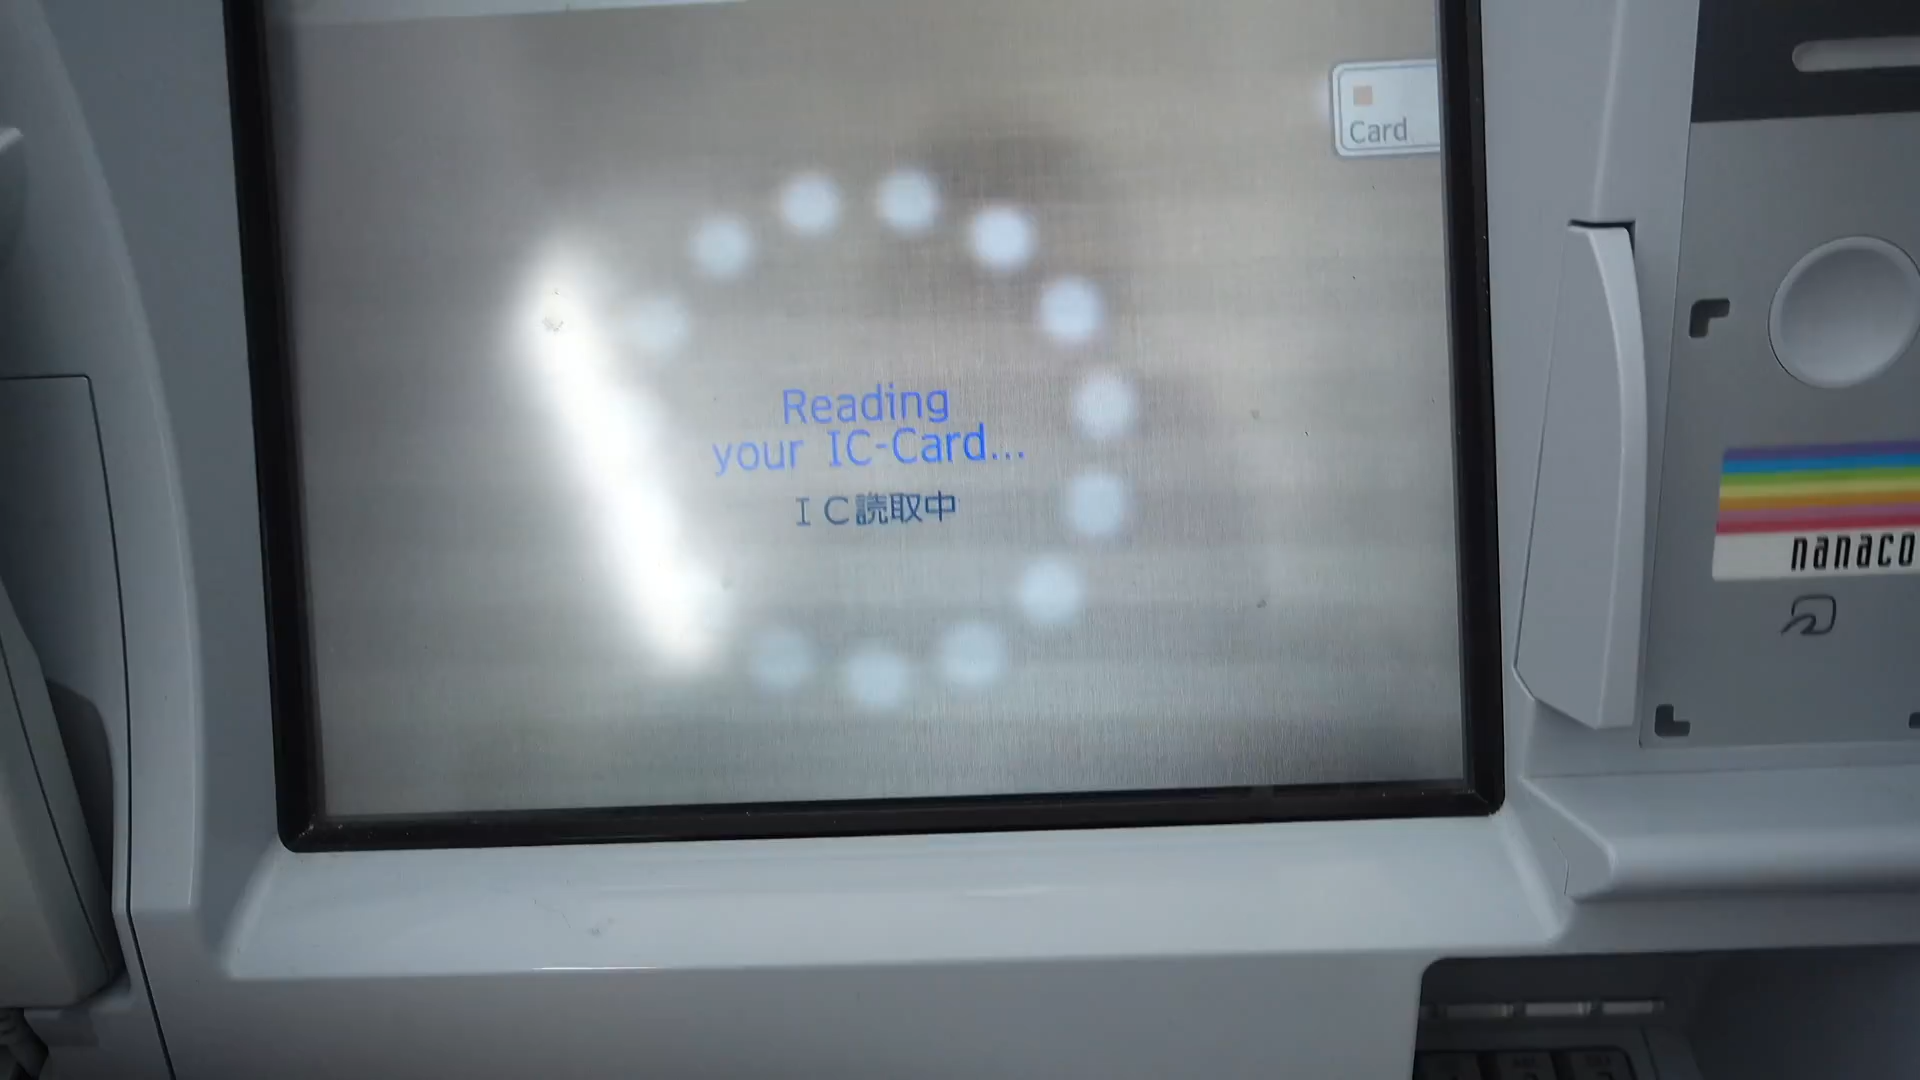 Card
Reading
your IC-Card...
ＩＣ読取中
nanaco